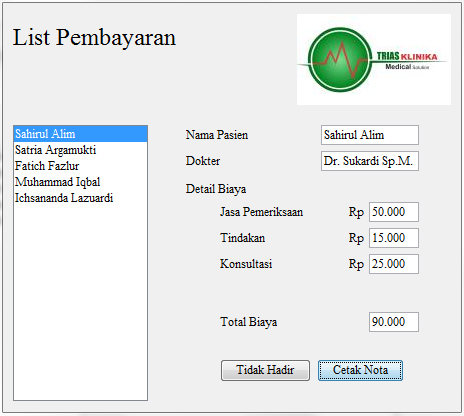 List Pembayaran
TRIAS KLINIKA
Medical Solution
Sahirul Alim
Satria Argamukti
Fatich Fazlur
Muhammad Iqbal
Ichsananda Lazuardi
Nama Pasien Sahirul Alim
Dokter Dr. Sukardi Sp.M.
Detail Biaya
Jasa Pemeriksaan Rp 50.000
Tindakan Rp 15.000
Konsultasi Rp 25.000
Total Biaya 90.000
Tidak Hadir Cetak Nota